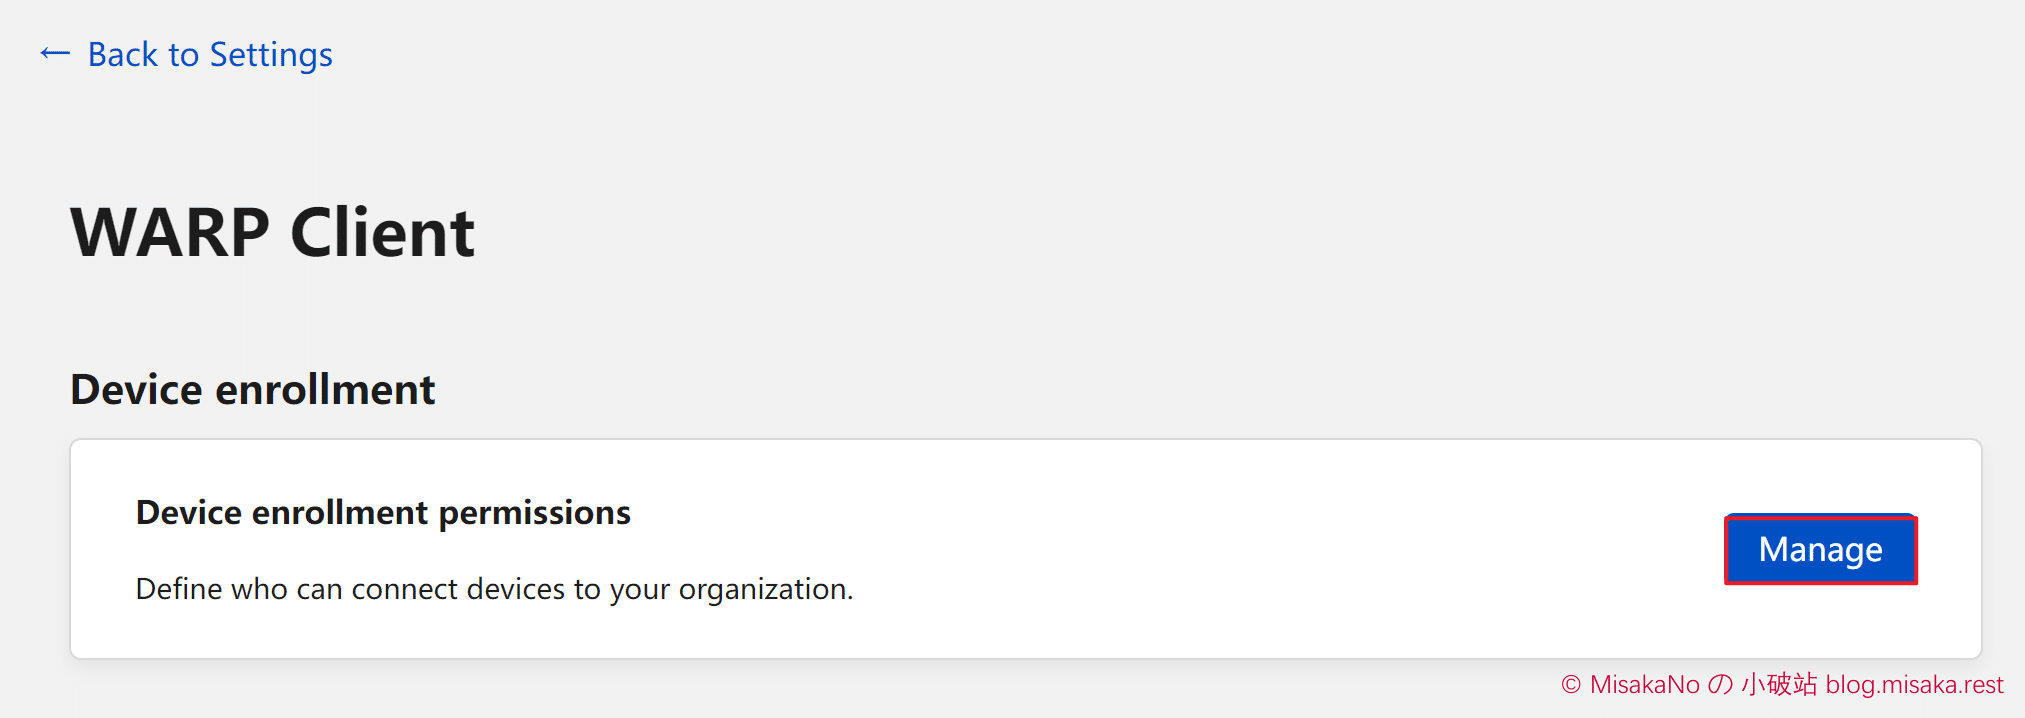 ← Back to Settings
WARP Client
Device enrollment
Device enrollment permissions
Manage
Define who can connect devices to your organization.
© MisakaNo の 小破站 blog.misaka.rest